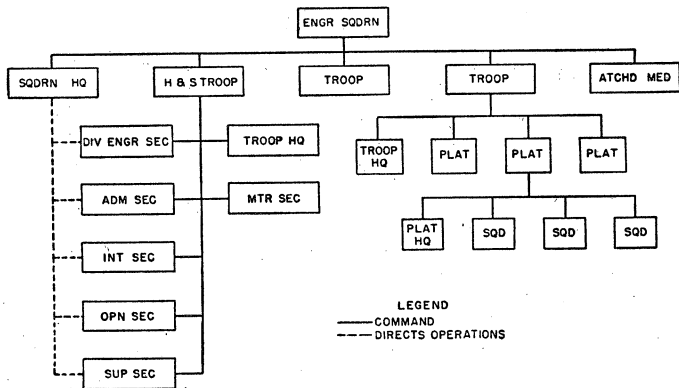 ENGR SQDRN
SQDRN HQ
H & S TROOP
TROOP
TROOP
ATCHD MED
DIV ENGR SEC
TROOP HQ
TROOP
HQ
PLAT
PLAT
PLAT
ADM SEC
MTR SEC
PLAT
HQ
SQD
SQD
SQD
INT SEC
OPN SEC
SUP SEC
LEGEND
COMMAND
DIRECTS OPERATIONS